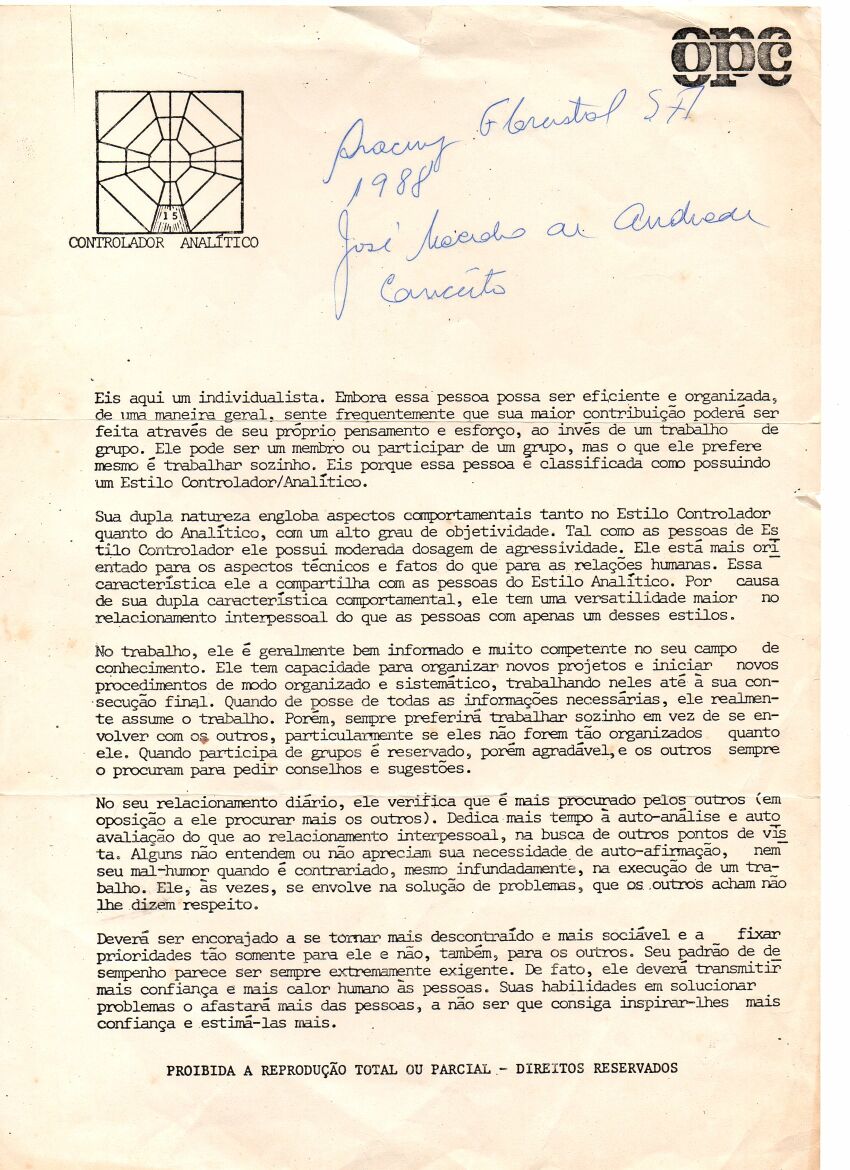 opc
Aracruz Florestal SA
1988
José de Andrade
Conceito
15
CONTROLADOR ANALÍTICO
Eis aqui um individualista. Embora essa pessoa possa ser eficiente e organizada,
de uma maneira geral, sente frequentemente que sua maior contribuição poderá ser
feita através de seu próprio pensamento e esforço, ao invés de um trabalho de
grupo. Ele pode ser um membro ou participar de um grupo, mas o que ele prefere
mesmo é trabalhar sozinho. Eis porque essa pessoa é classificada como possuindo
um Estilo Controlador/Analítico.
Sua dupla natureza engloba aspectos comportamentais tanto no Estilo Controlador
quanto do Analítico, com um alto grau de objetividade. Tal como as pessoas de Es
tilo Controlador ele possui moderada dosagem de agressividade. Ele está mais ori
entado para os aspectos técnicos e fatos do que para as relações humanas. Essa
característica ele a compartilha com as pessoas do Estilo Analítico. Por causa
de sua dupla característica comportamental, ele tem uma versatilidade maior no
relacionamento interpessoal do que as pessoas com apenas um desses estilos.
No trabalho, ele é geralmente bem informado e muito competente no seu campo de
conhecimento. Ele tem capacidade para organizar novos projetos e iniciar novos
procedimentos de modo organizado e sistemático, trabalhando neles até à sua con-
secução final. Quando de posse de todas as informações necessárias, ele realmen-
te assume o trabalho. Porém, sempre preferirá trabalhar sozinho em vez de se en-
volver com os outros, particularmente se eles não forem tão organizados quanto
ele. Quando participa de grupos é reservado, porém agradável, e os outros sempre
o procuram para pedir conselhos e sugestões.
No seu relacionamento diário, ele verifica que é mais procurado pelos outros (em
oposição a ele procurar mais os outros). Dedica mais tempo à auto-análise e auto
avaliação do que ao relacionamento interpessoal, na busca de outros pontos de vis
ta. Alguns não entendem ou não apreciam sua necessidade de auto-afirmação, nem
seu mal-humor quando é contrariado, mesmo infundadamente, na execução de um tra-
balho. Ele, às vezes, se envolve na solução de problemas, que os outros acham não
lhe dizem respeito.
Deverá ser encorajado a se tornar mais descontraído e mais sociável e a fixar
prioridades tão somente para ele e não, também, para os outros. Seu padrão de de
sempenho parece ser sempre extremamente exigente. De fato, ele deverá transmitir
mais confiança e mais calor humano às pessoas. Suas habilidades em solucionar
problemas o afastará mais das pessoas, a não ser que consiga inspirar-lhes mais
confiança e estimá-las mais.
PROIBIDA A REPRODUÇÃO TOTAL OU PARCIAL - DIREITOS RESERVADOS